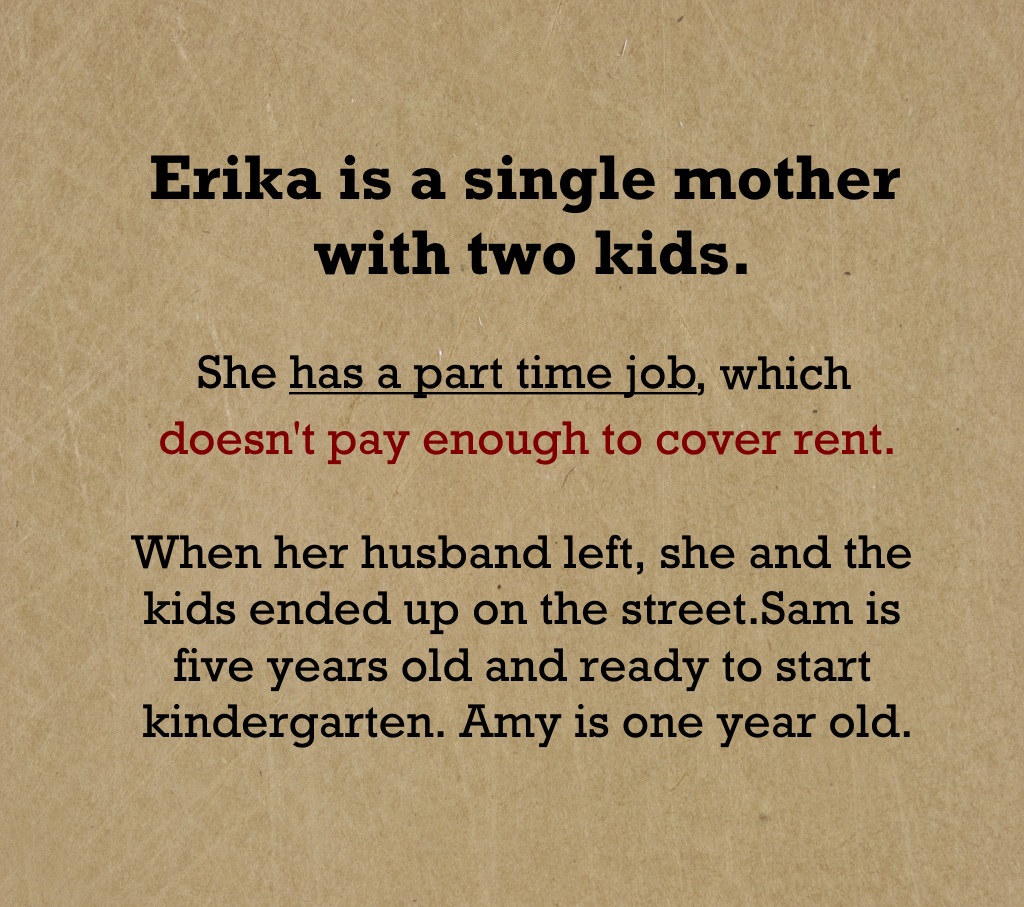 Erika is a single mother
with two kids.
She has a part time job, which
doesn't pay enough to cover rent.
When her husband left, she and the
kids ended up on the street.Sam is
five years old and ready to start
kindergarten. Amy is one year old.